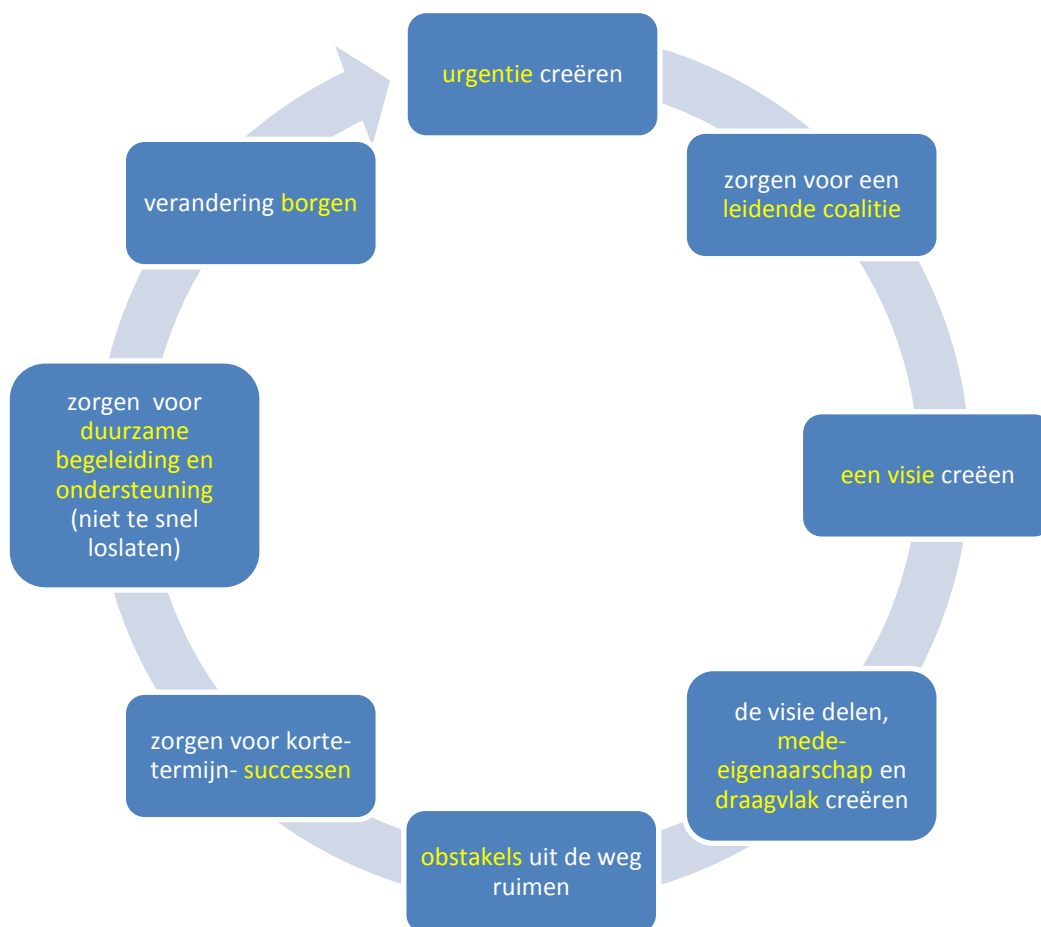 urgentie creëren
zorgen voor een
leidende coalitie
een visie creëen
de visie delen,
mede-
eigenaarschap en
draagvlak creëren
obstakels uit de weg
ruimen
zorgen voor korte-
termijn- successen
zorgen voor
duurzame
begeleiding en
ondersteuning
(niet te snel
loslaten)
verandering borgen